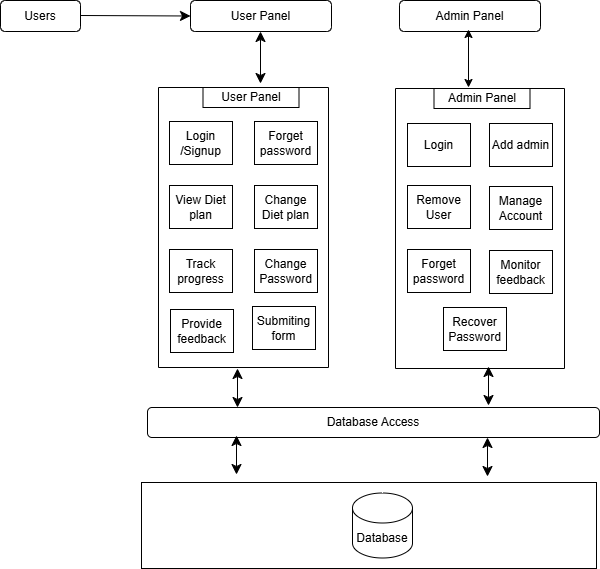 Users
User Panel
Admin Panel
User Panel
Login
/Signup
Forget
password
View Diet
plan
Change
Diet plan
Track
progress
Change
Password
Provide
feedback
Submiting
form
Admin Panel
Login
Add admin
Remove
User
Manage
Account
Forget
password
Monitor
feedback
Recover
Password
Database Access
Database